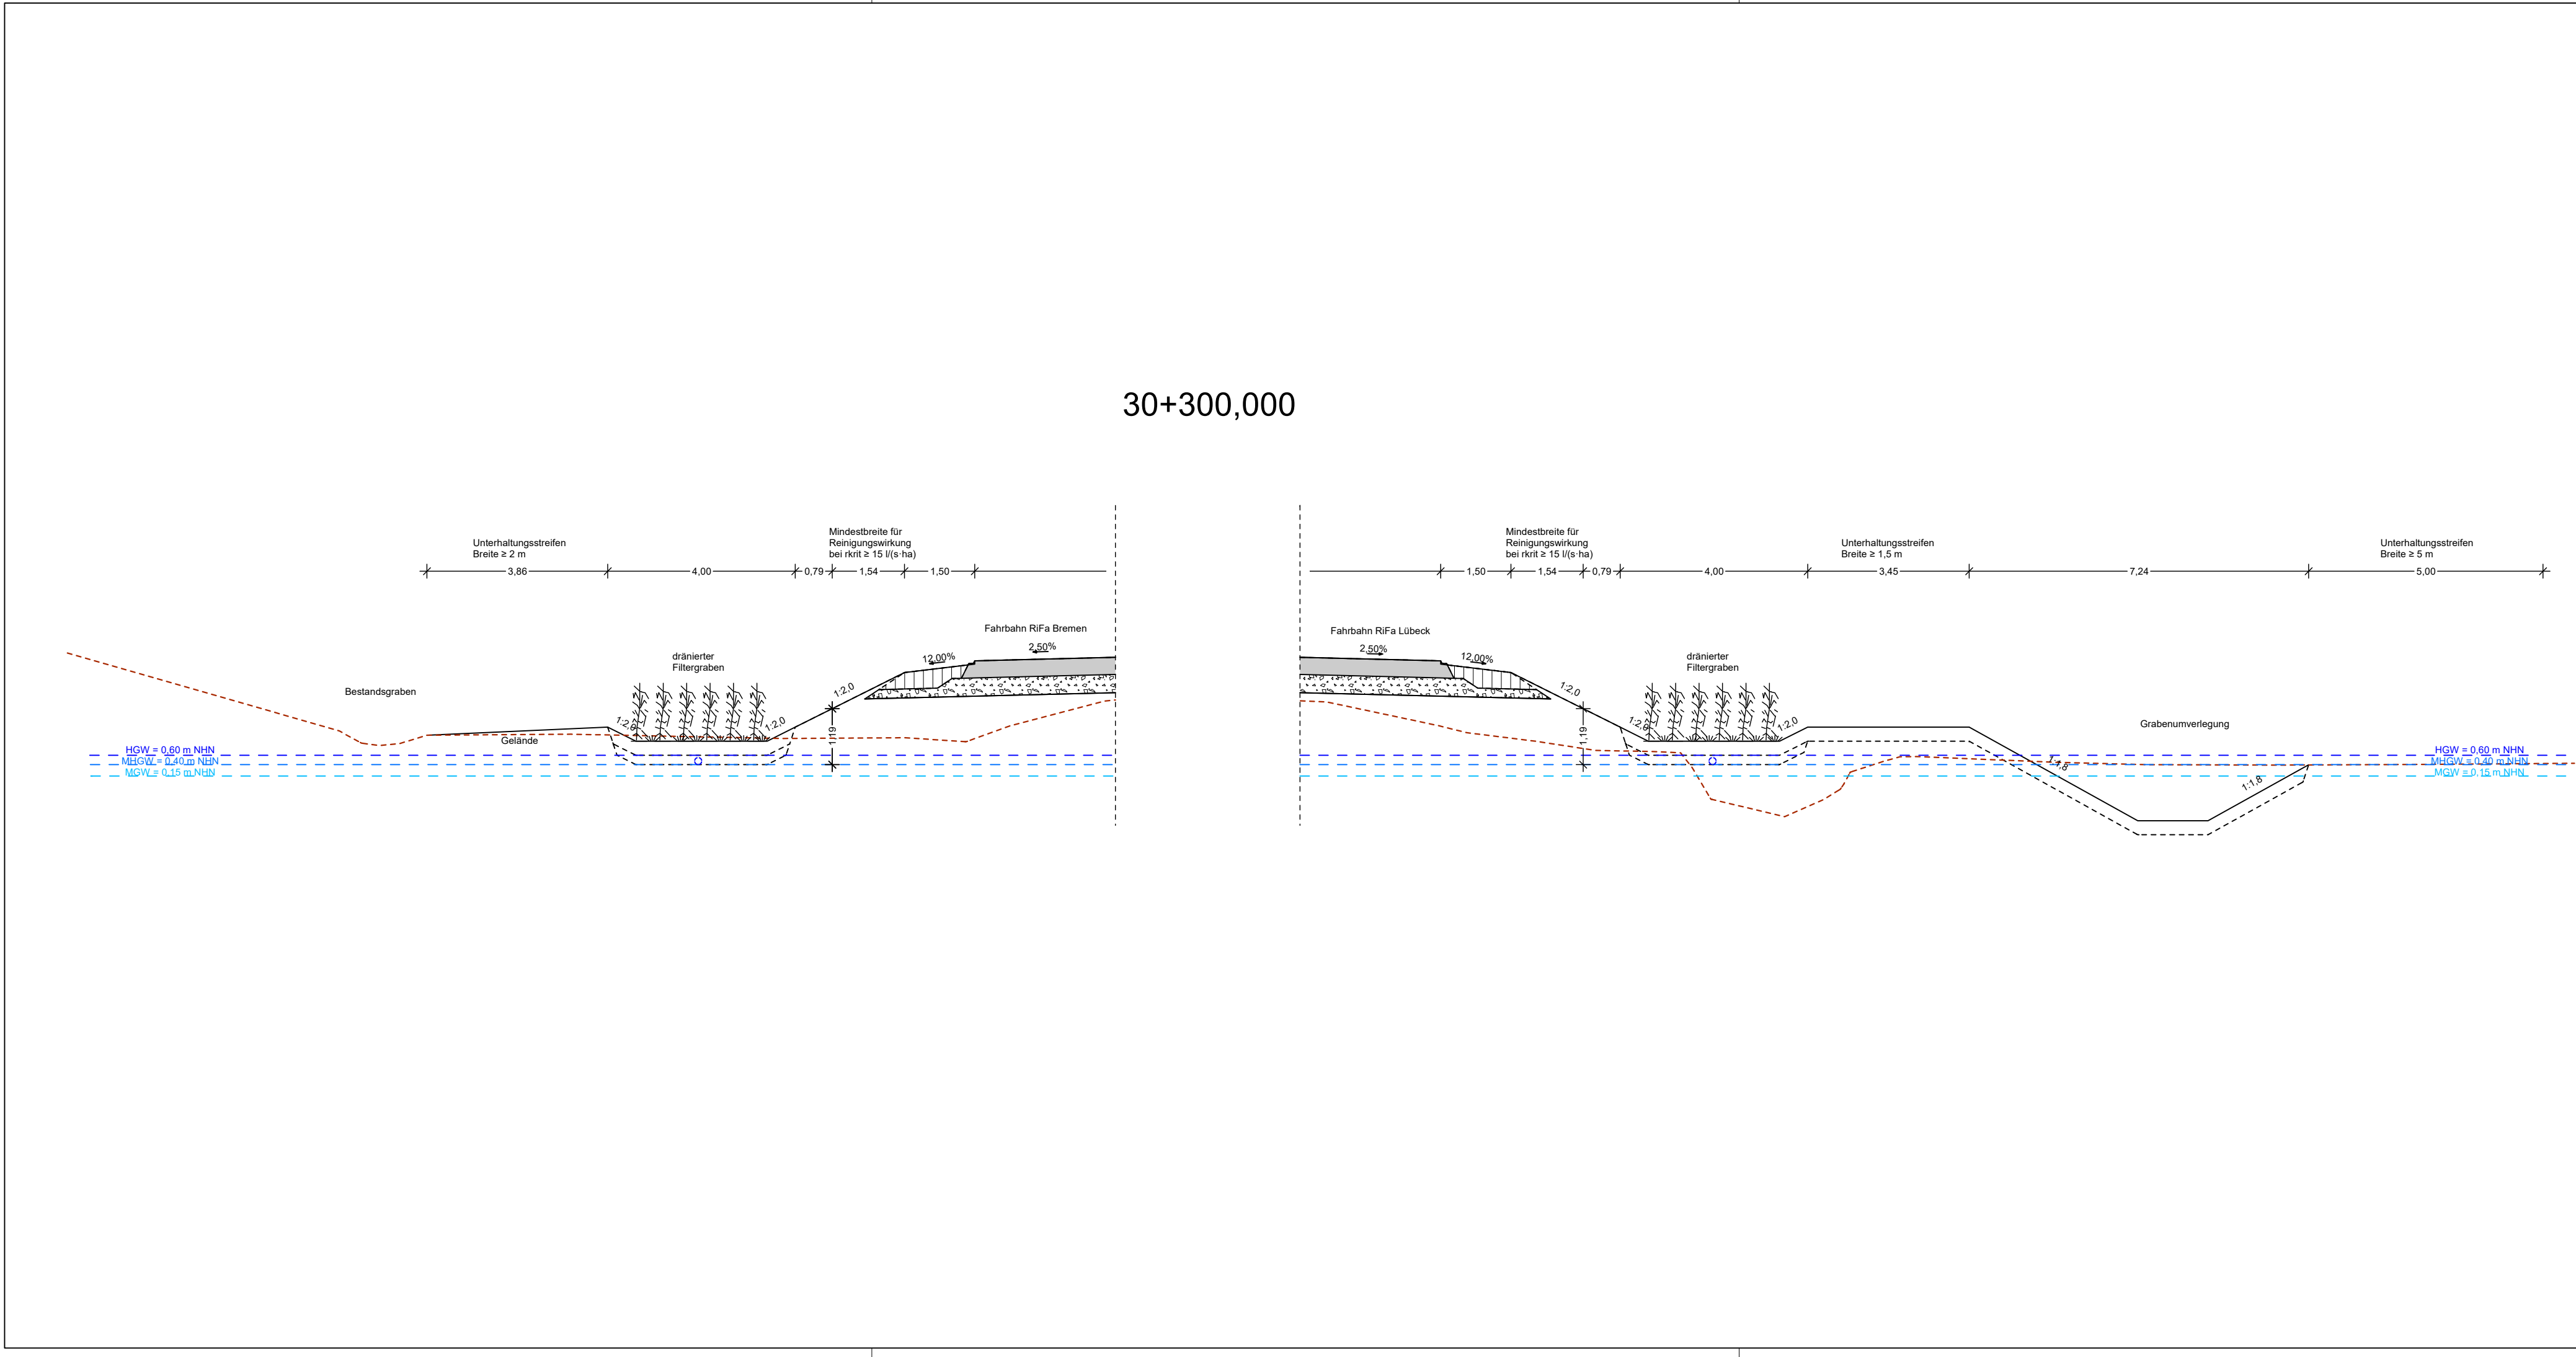 30+300,000
Unterhaltungsstreifen
Breite ≥ 2 m
Mindestbreite für
Reinigungswirkung
bei rkrit ≥ 15 l/(s·ha)
Mindestbreite für
Reinigungswirkung
bei rkrit ≥ 15 l/(s·ha)
Unterhaltungsstreifen
Breite ≥ 1,5 m
Unterhaltungsstreifen
Breite ≥ 5 m
3,86 4,00 0,79 1,54 1,50
1,50 1,54 0,79 4,00 3,45 7,24 5,00
Fahrbahn RiFa Bremen
2,50%
12,00%
dränierter
Filtergraben
Bestandsgraben
1:2,0
1:2,0
1:2,0
1,19
Gelände
HGW = 0,60 m NHN
MHGW = 0,40 m NHN
MGW = 0,15 m NHN
Fahrbahn RiFa Lübeck
2,50%
12,00%
dränierter
Filtergraben
1:2,0
1:2,0
1:2,0
1,19
Grabenumverlegung
1:1,8
1:1,8
HGW = 0,60 m NHN
MHGW = 0,40 m NHN
MGW = 0,15 m NHN